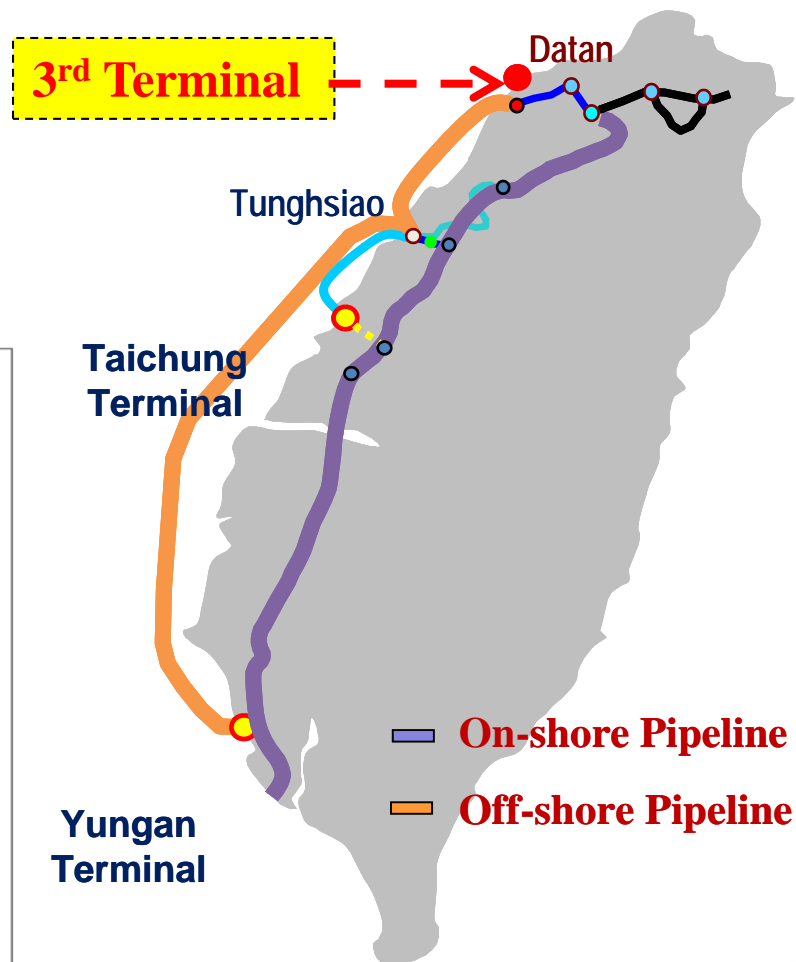 3rd Terminal
Datan
Tunghsiao
Taichung
Terminal
On-shore Pipeline
Off-shore Pipeline
Yungan
Terminal